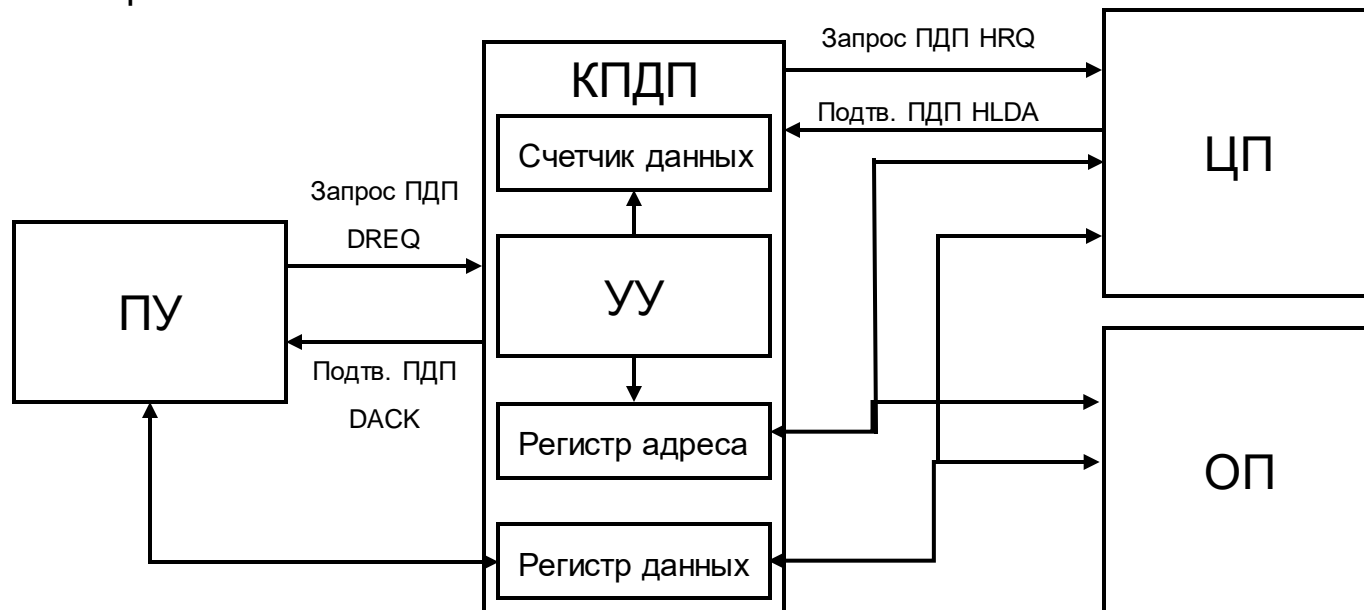 КПДП
Счетчик данных
УУ
Регистр адреса
Регистр данных
Запрос ПДП HRQ
Подтв. ПДП HLDA
ЦП
Запрос ПДП
DREQ
ПУ
Подтв. ПДП
DACK
ОП